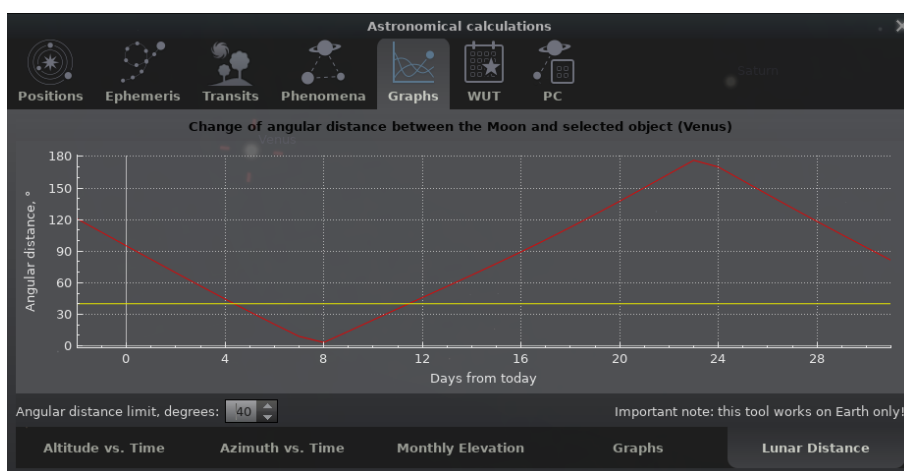 Astronomical calculations
Saturn
Positions Ephemeris Transits Phenomena Graphs WUT PC
Change of angular distance between the Moon and selected object (Venus)
Venus
180
150
120
90
60
30
0
Angular distance, °
0 4 8 12 16 20 24 28
Days from today
Angular distance limit, degrees: 40 Important note: this tool works on Earth only!
Altitude vs. Time Azimuth vs. Time Monthly Elevation Graphs Lunar Distance